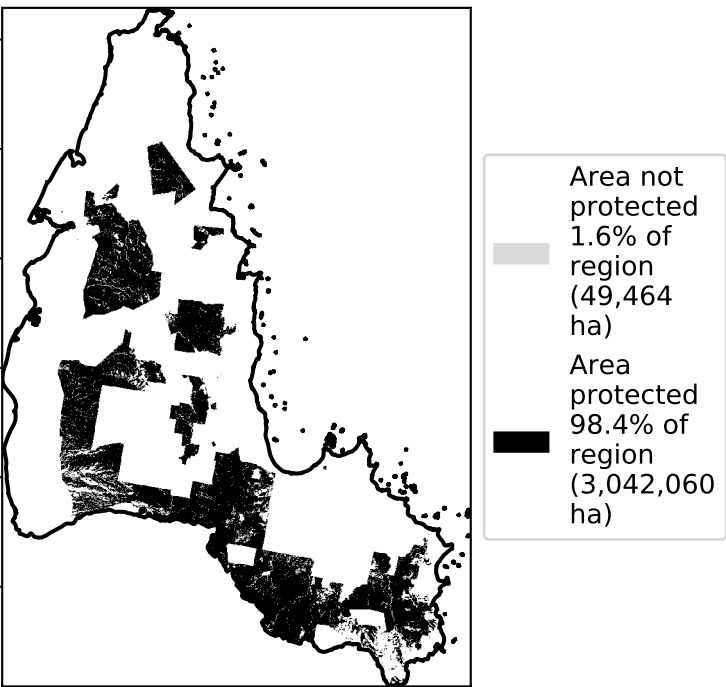 Area not
protected
1.6% of
region
(49,464
ha)
Area
protected
98.4% of
region
(3,042,060
ha)